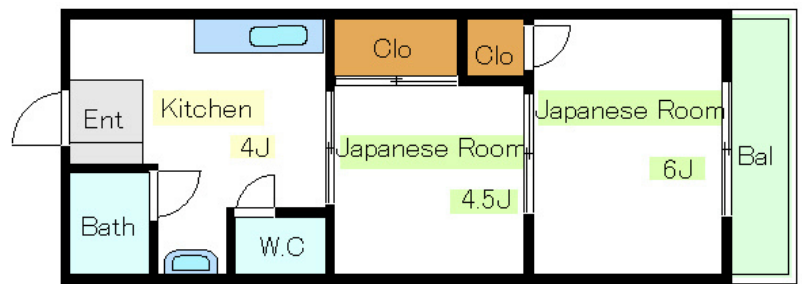 Clo
Clo
Ent
Kitchen
4J
Japanese Room
4.5J
Japanese Room
6J
Bal
Bath
W.C